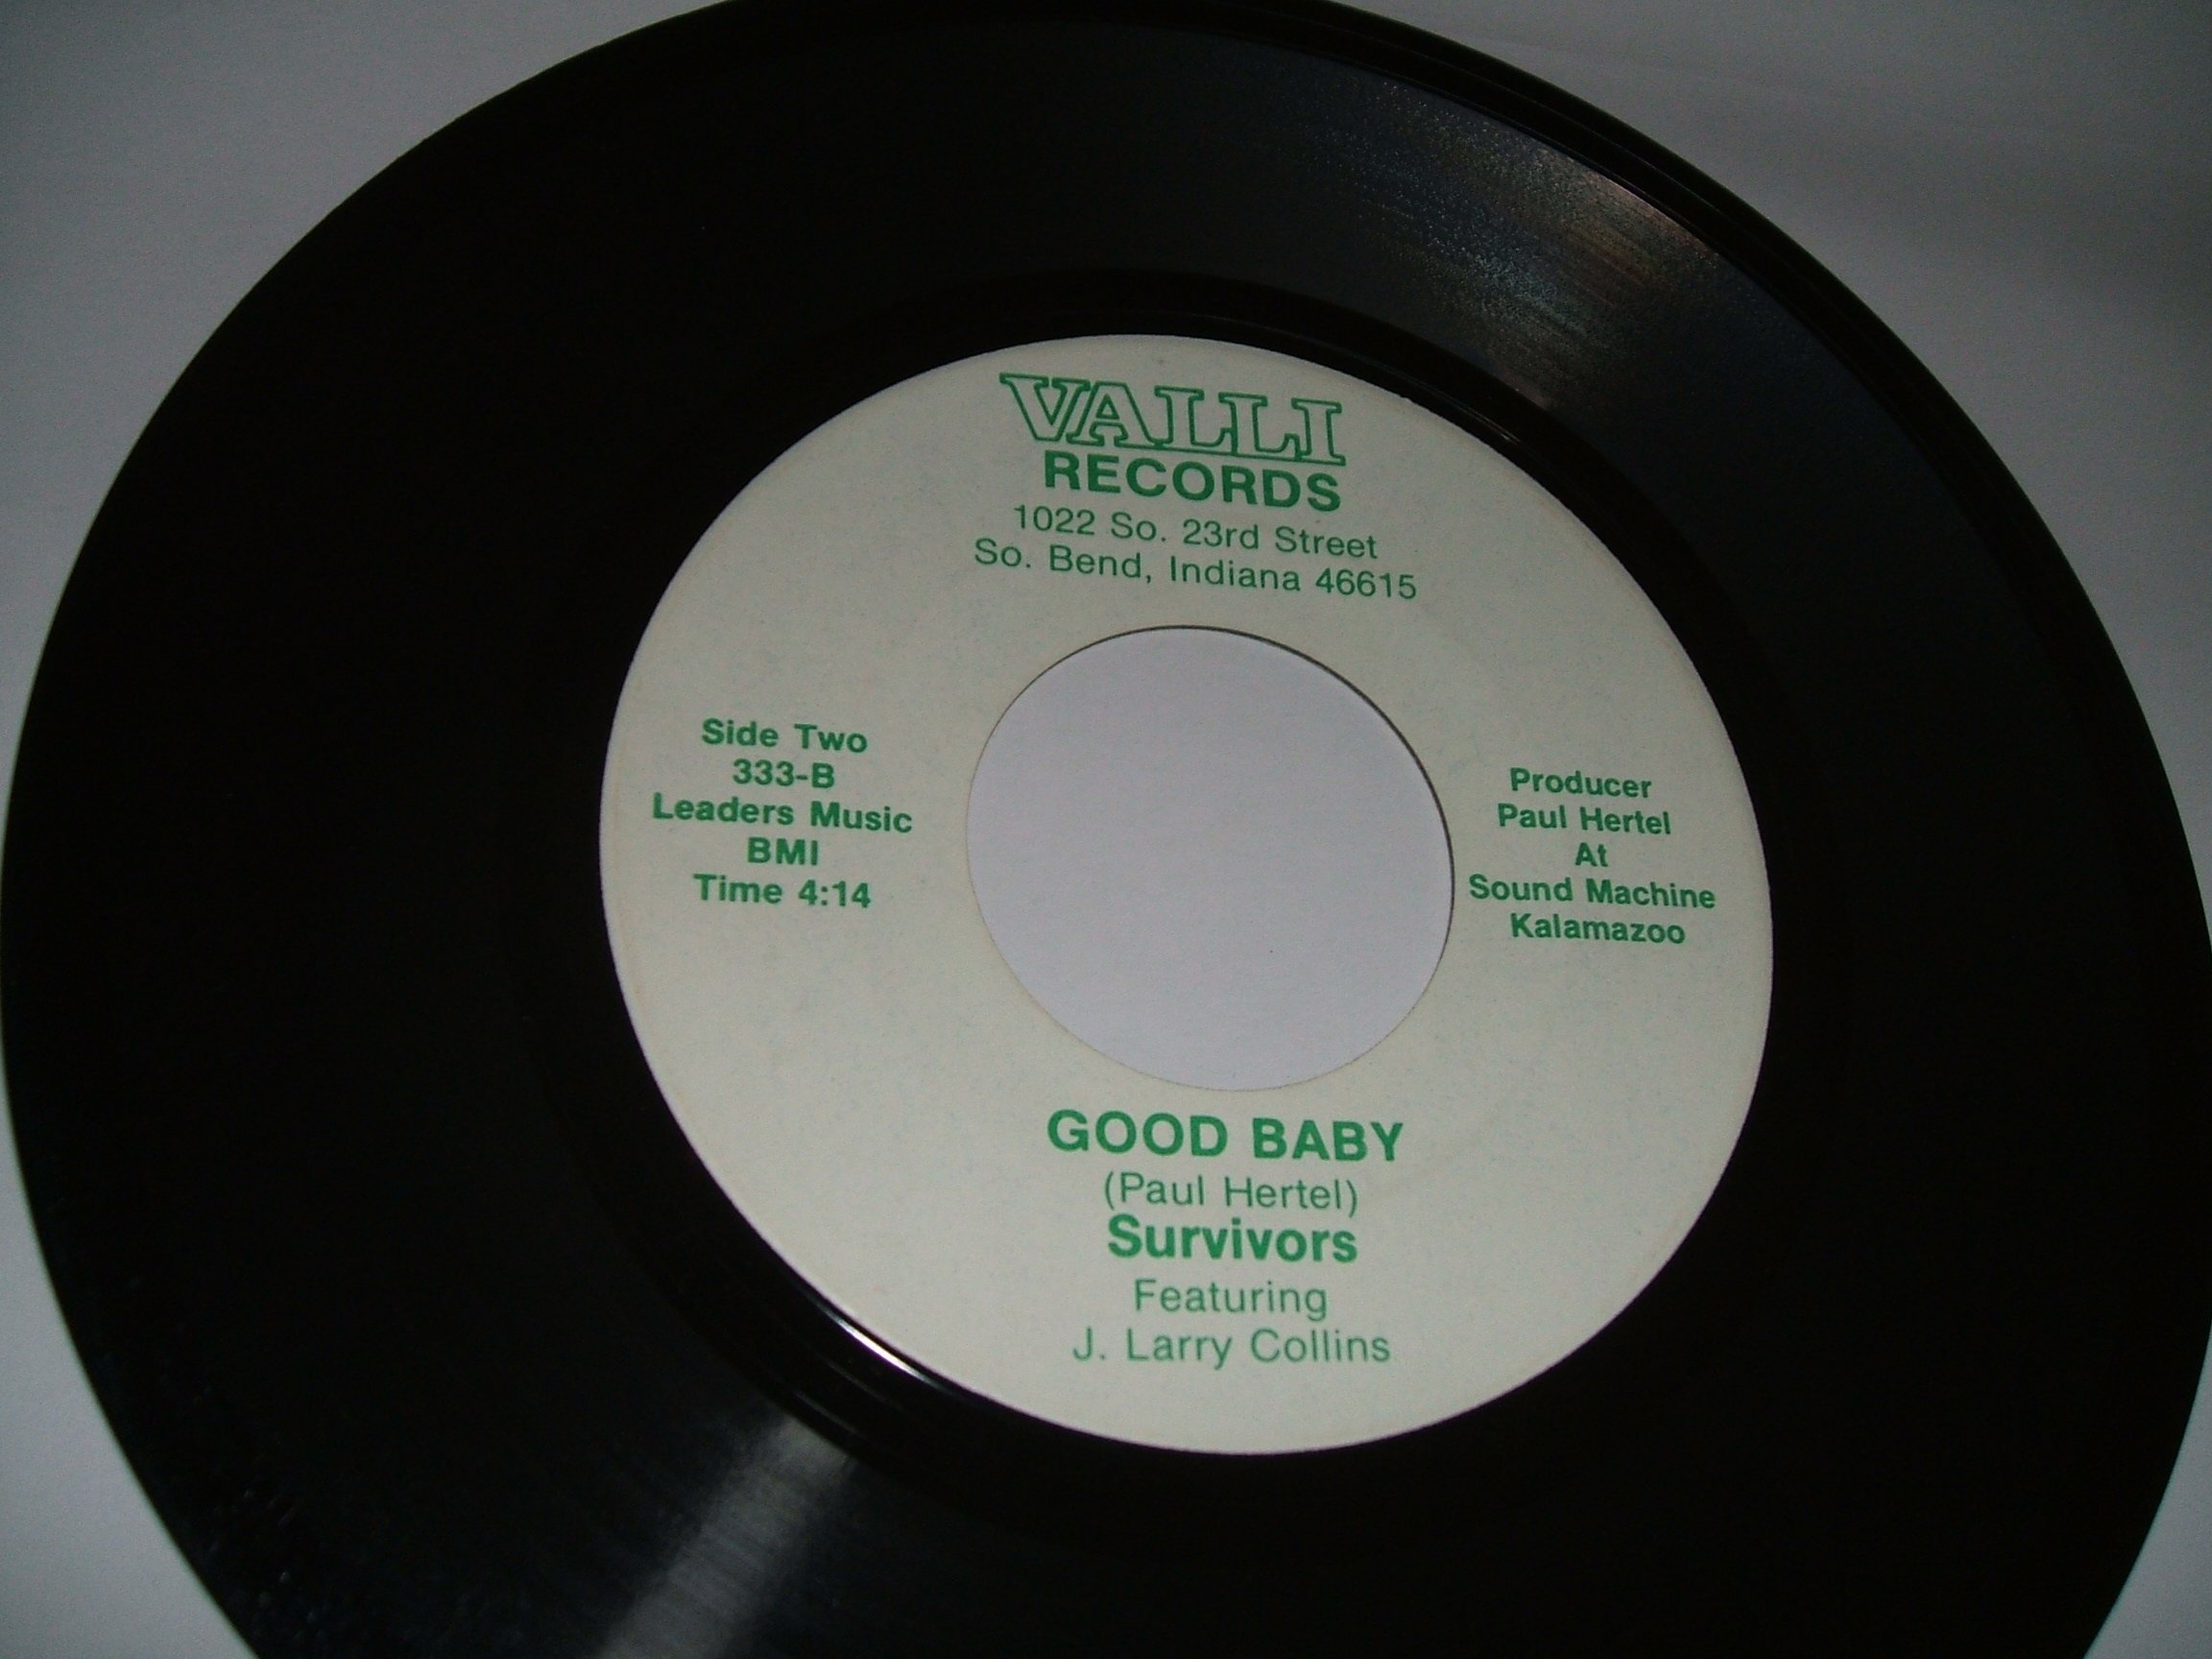 VALLI
RECORDS
1022 So. 23rd Street
So. Bend, Indiana 46615
Side Two
333-B
Leaders Music
BMI
Time 4:14
Producer
Paul Hertel
At
Sound Machine
Kalamazoo
GOOD BABY
(Paul Hertel)
Survivors
Featuring
J. Larry Collins